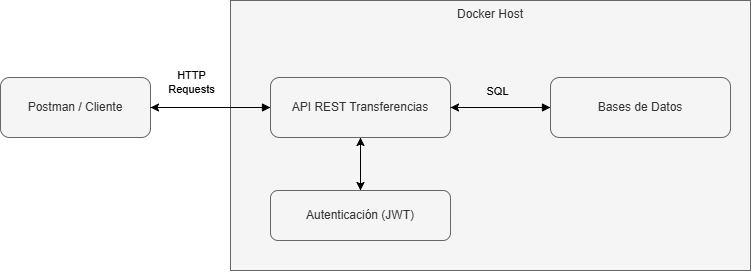 Docker Host
HTTP
Requests
Postman / Cliente
API REST Transferencias
SQL
Bases de Datos
Autenticación (JWT)